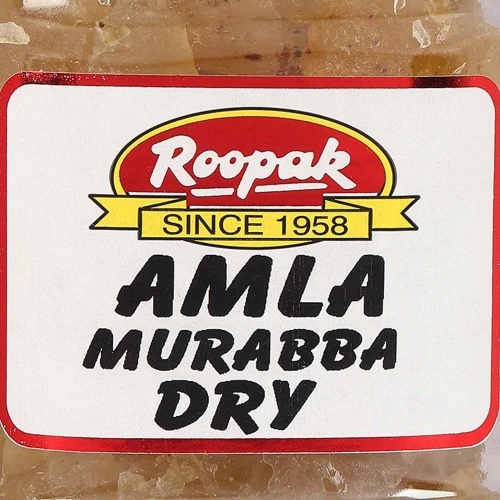 Roopak
SINCE 1958
AMLA
MURABBA
DRY